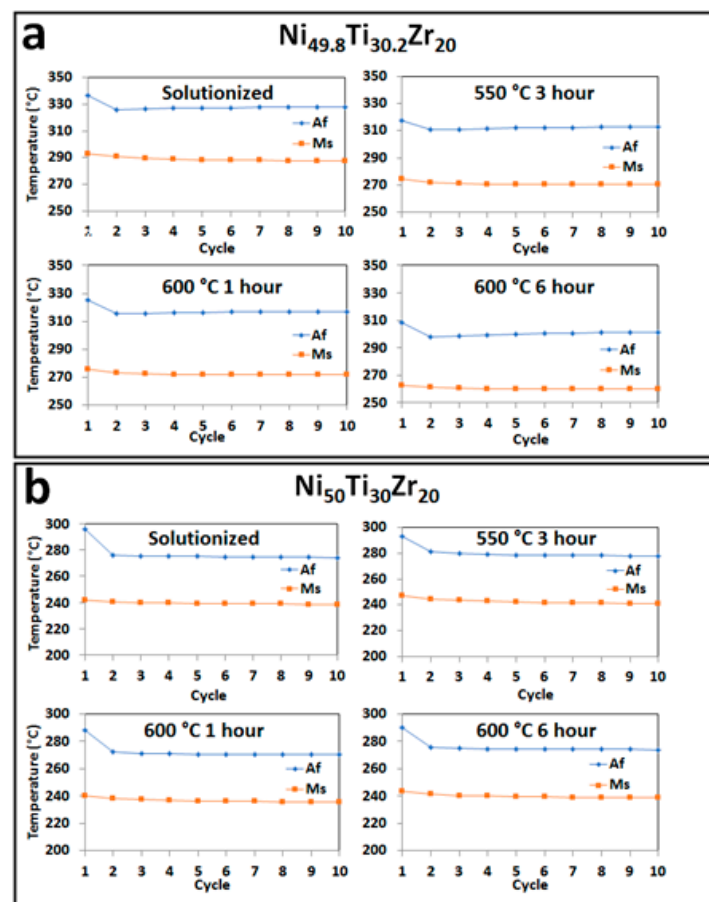 a
Ni49.8Ti30.2Zr20
Solutionized
Temperature (°C)
350
330
310
290
270
250
Af
Ms
2 3 4 5 6 7 8 9 10
Cycle
550 °C 3 hour
350
330
310
290
270
250
Af
Ms
1 2 3 4 5 6 7 8 9 10
Cycle
600 °C 1 hour
Temperature (°C)
350
330
310
290
270
250
Af
Ms
1 2 3 4 5 6 7 8 9 10
Cycle
600 °C 6 hour
350
330
310
290
270
250
Af
Ms
1 2 3 4 5 6 7 8 9 10
Cycle
b
Ni50Ti30Zr20
Solutionized
Temperature (°C)
300
280
260
240
220
200
Af
Ms
1 2 3 4 5 6 7 8 9 10
Cycle
550 °C 3 hour
300
280
260
240
220
200
Af
Ms
1 2 3 4 5 6 7 8 9 10
Cycle
600 °C 1 hour
Temperature (°C)
300
280
260
240
220
200
Af
Ms
1 2 3 4 5 6 7 8 9 10
Cycle
600 °C 6 hour
300
280
260
240
220
200
Af
Ms
1 2 3 4 5 6 7 8 9 10
Cycle